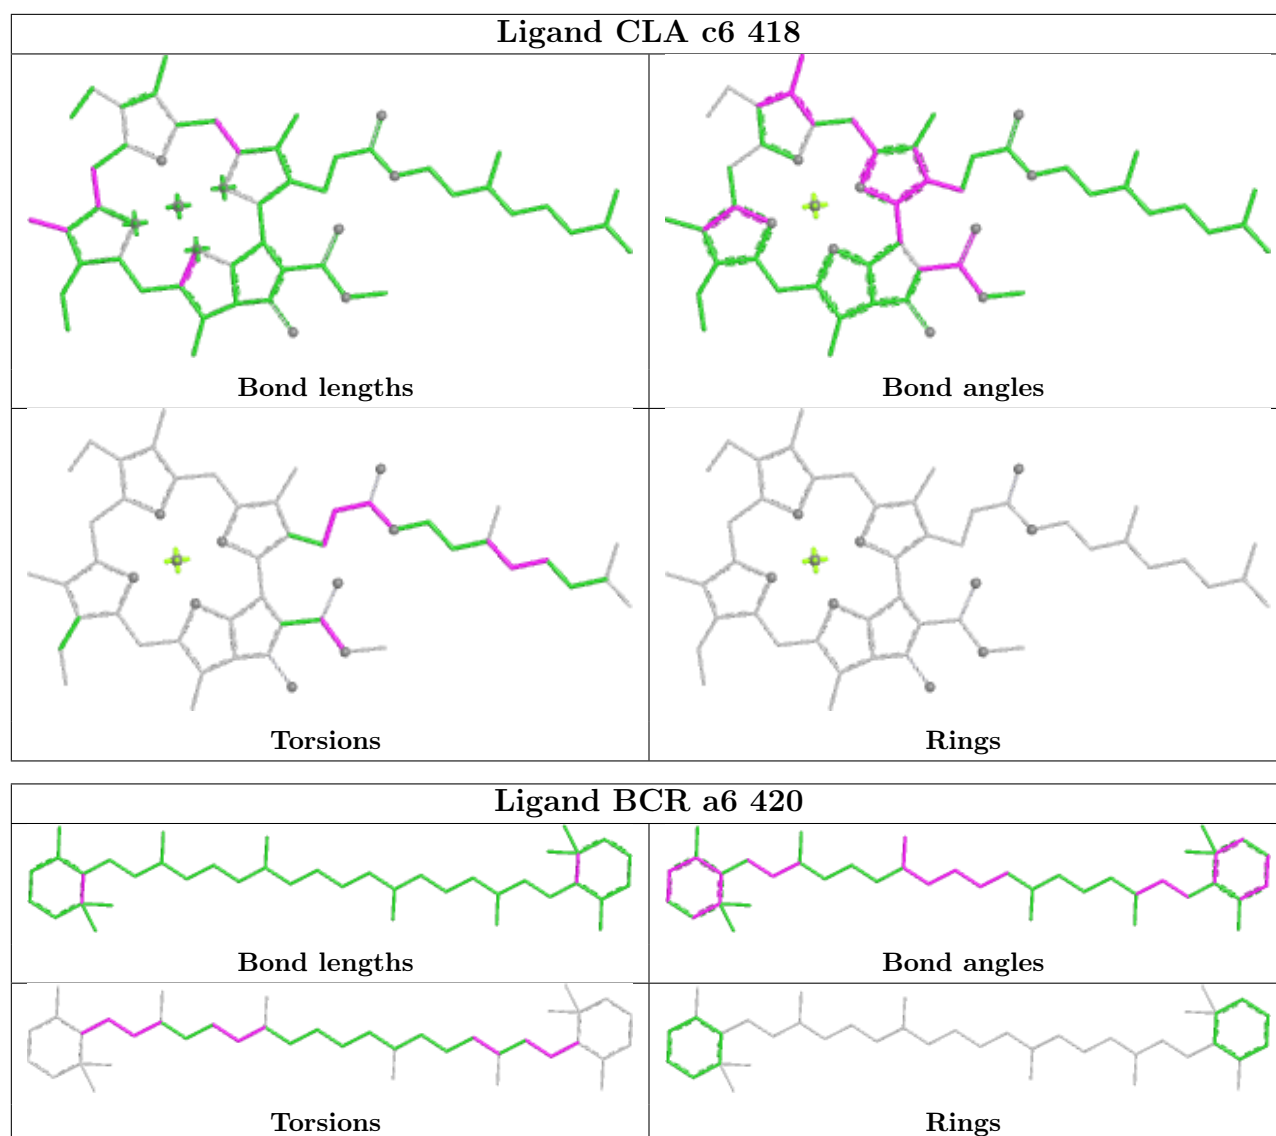 Ligand CLA c6 418
Bond lengths
Bond angles
Torsions
Rings
Ligand BCR a6 420
Bond lengths
Bond angles
Torsions
Rings